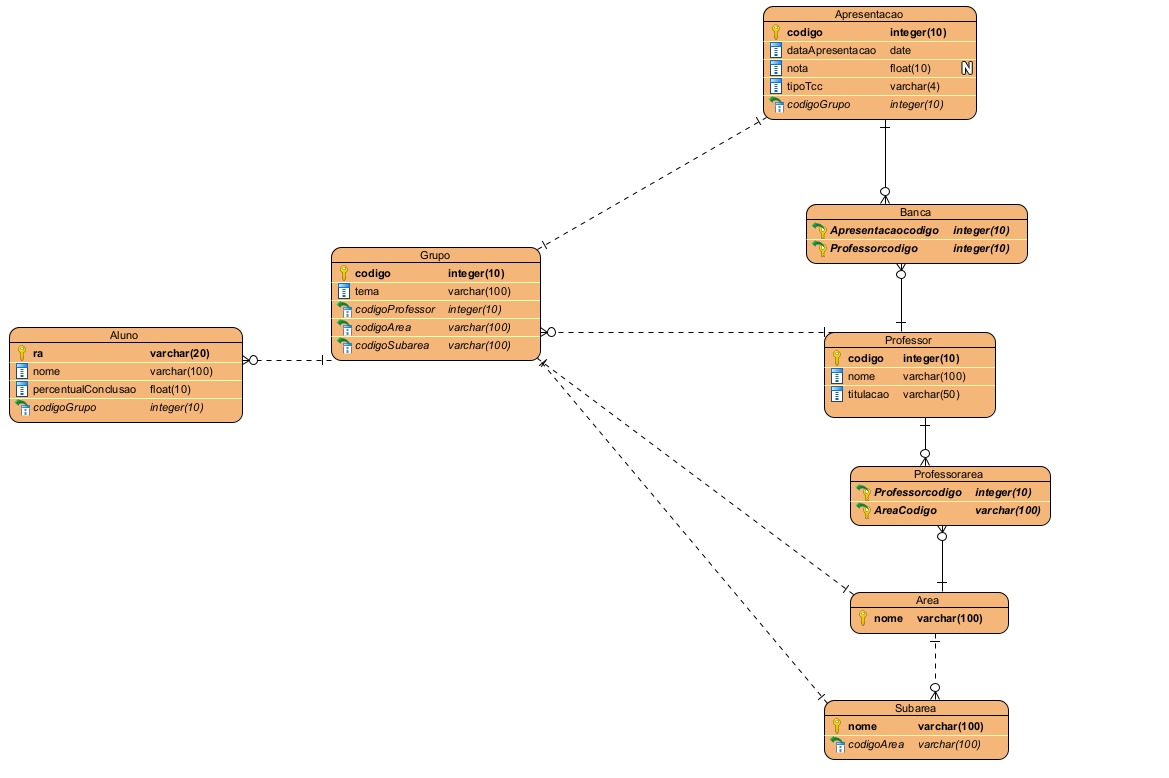 Apresentacao
codigo integer(10)
dataApresentacao date
nota float(10) N
tipoTcc varchar(4)
codigoGrupo integer(10)
Banca
Apresentacaocodigo integer(10)
Professorcodigo integer(10)
Grupo
codigo integer(10)
tema varchar(100)
codigoProfessor integer(10)
codigoArea varchar(100)
codigoSubarea varchar(100)
Aluno
ra varchar(20)
nome varchar(100)
percentualConclusao float(10)
codigoGrupo integer(10)
Professor
codigo integer(10)
nome varchar(100)
titulacao varchar(50)
Professorarea
Professorcodigo integer(10)
AreaCodigo varchar(100)
Area
nome varchar(100)
Subarea
nome varchar(100)
codigoArea varchar(100)